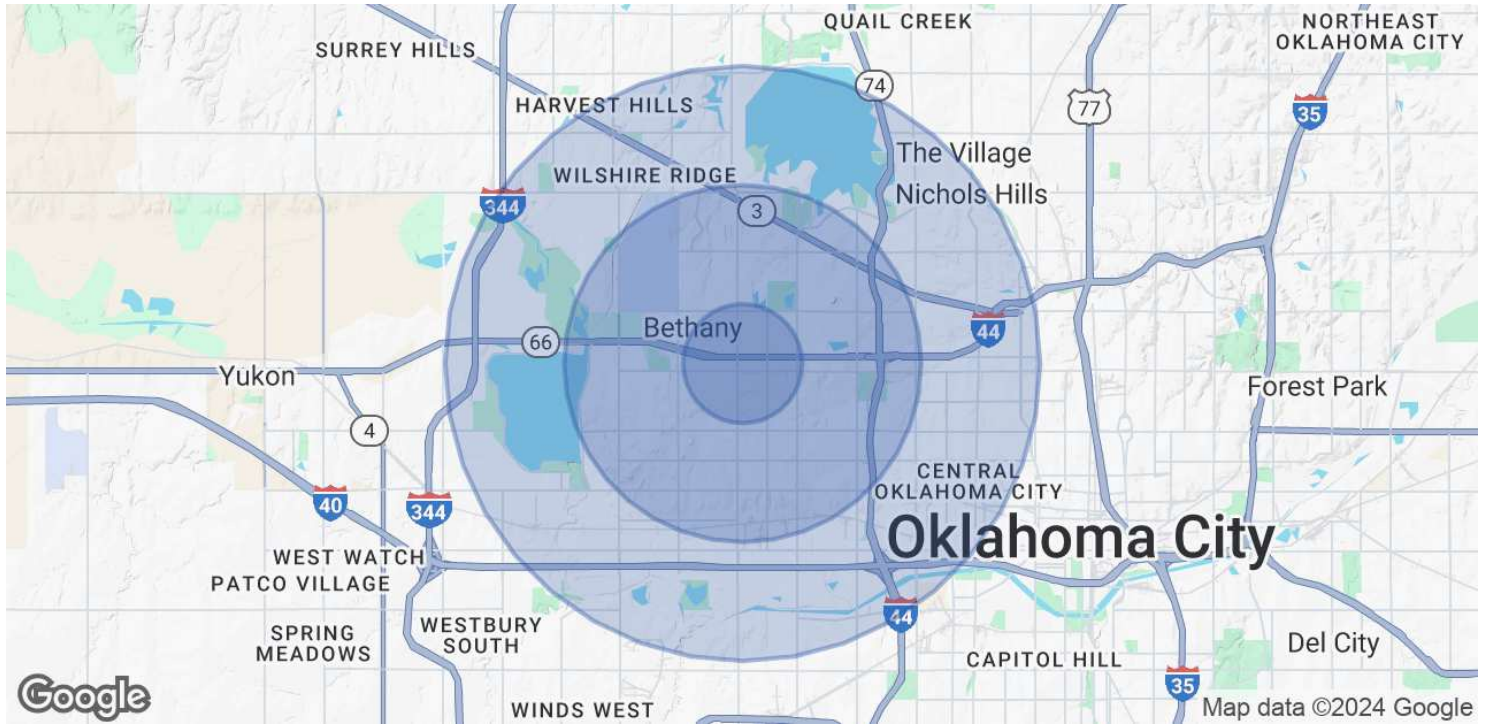 QUAIL CREEK
NORTHEAST
OKLAHOMA CITY
SURREY HILLS
74
77
35
HARVEST HILLS
The Village
WILSHIRE RIDGE
Nichols Hills
344
3
Bethany
44
66
Yukon
Forest Park
4
CENTRAL
OKLAHOMA CITY
40
344
Oklahoma City
WEST WATCH
PATCO VILLAGE
44
SPRING
MEADOWS
WESTBURY
SOUTH
Del City
CAPITOL HILL
35
Google
WINDS WEST
Map data ©2024 Google